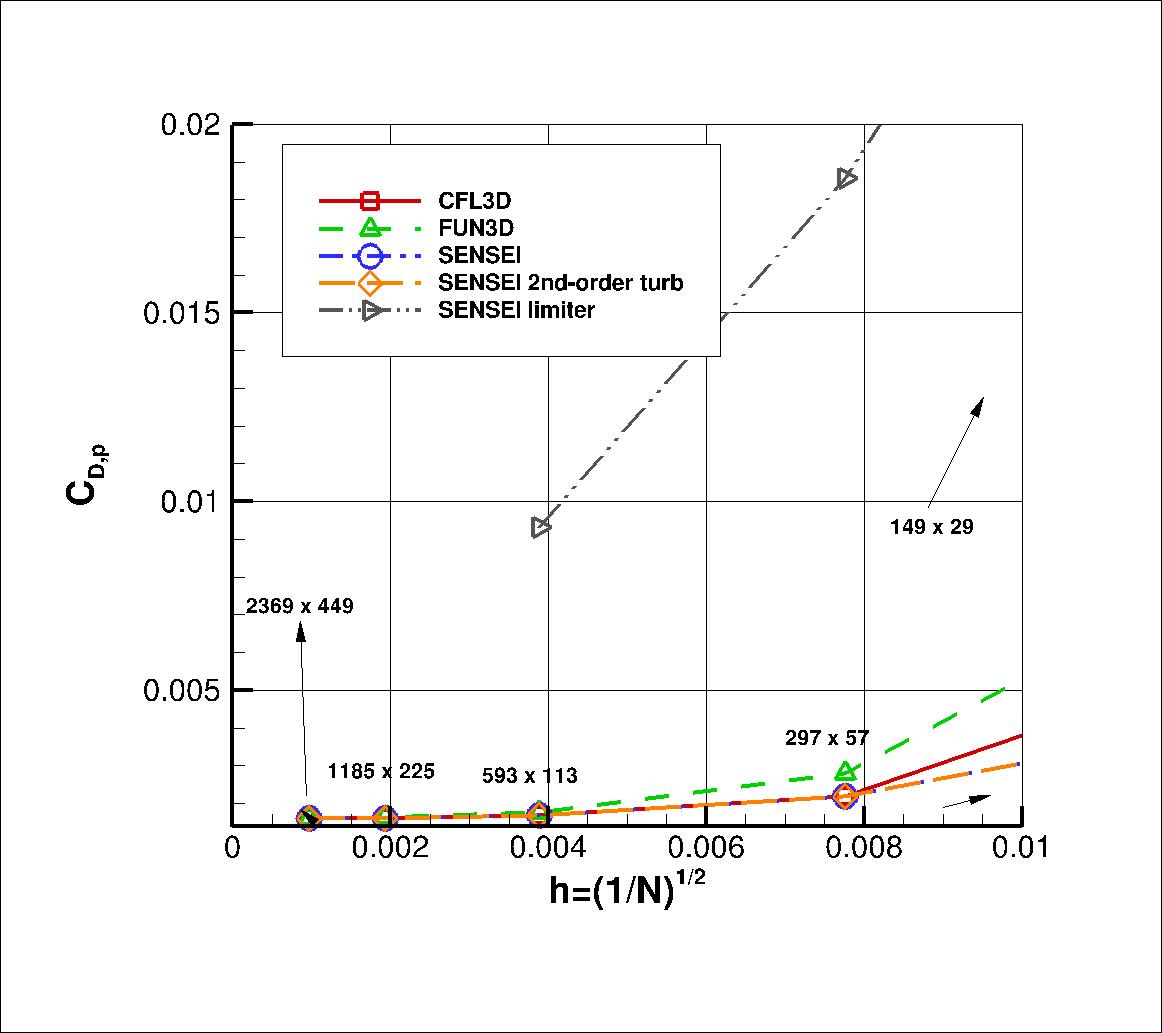 0.02
CFL3D
FUN3D
SENSEI
SENSEI 2nd-order turb
SENSEI limiter
0.015
C_D,p
0.01
149 x 29
2369 x 449
0.005
297 x 57
1185 x 225
593 x 113
0 0.002 0.004 0.006 0.008 0.01
h=(1/N)^1/2